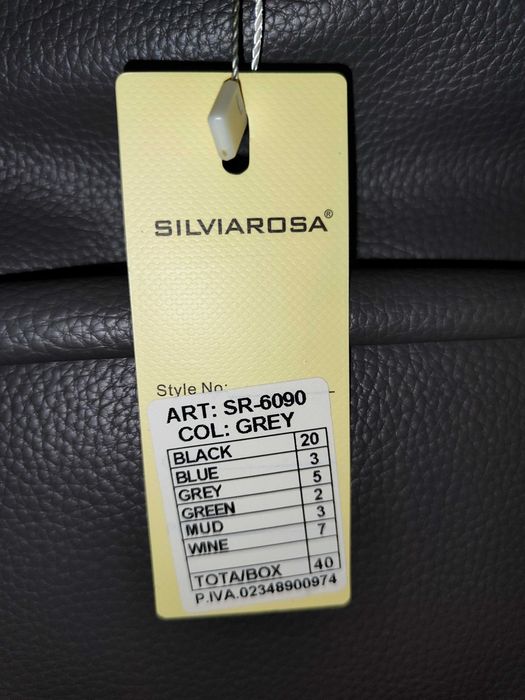 SILVIAROSA®
Style No:
ART: SR-6090
COL: GREY
BLACK 20
BLUE 3
GREY 5
GREEN 2
MUD 3
WINE 7
TOTA/BOX 40
P.IVA.02348900974